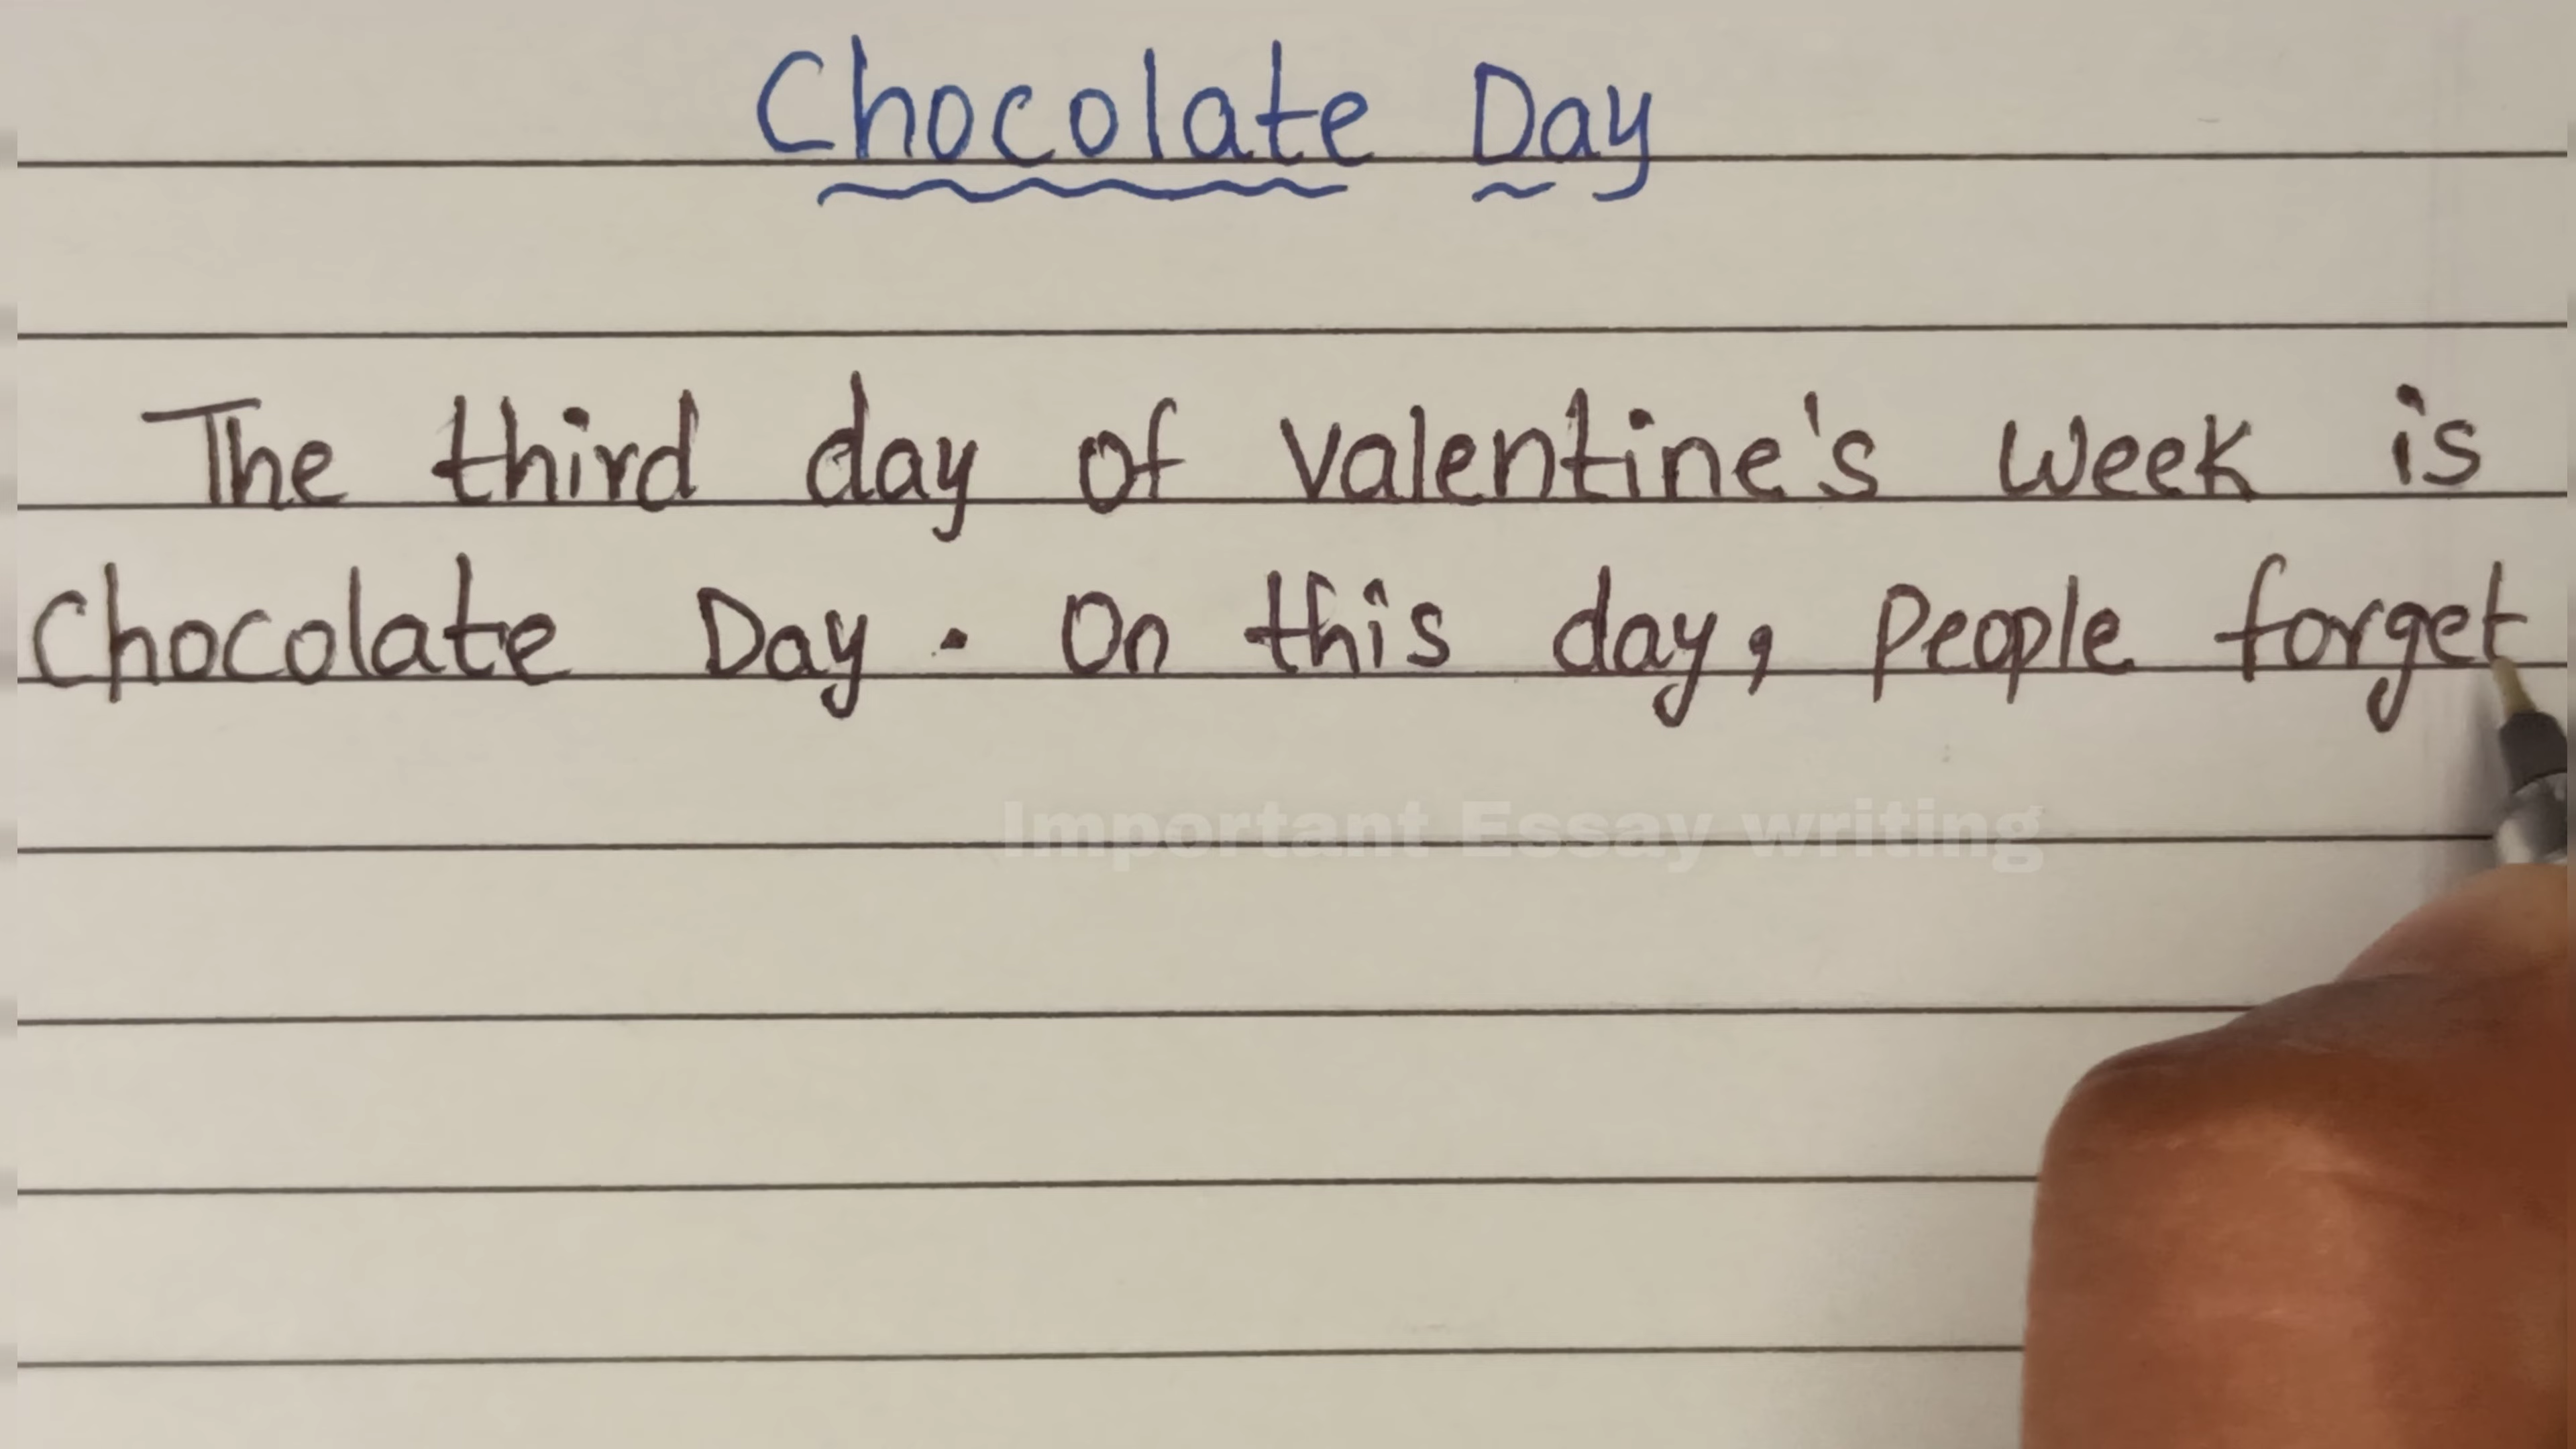 Chocolate Day
The third day of valentine's week is
Chocolate Day. On this day, People forget
Important Essay writing